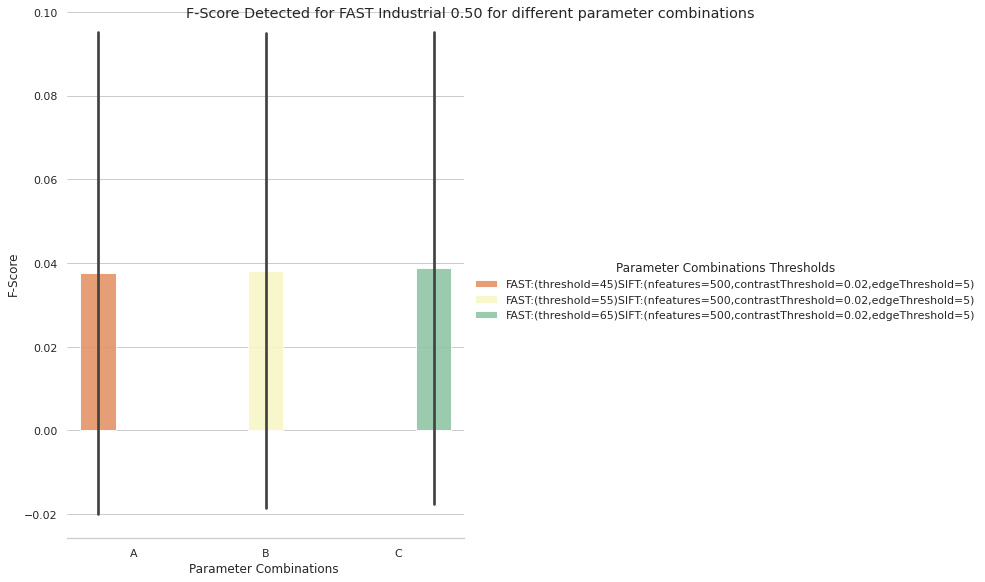 F-Score Detected for FAST Industrial 0.50 for different parameter combinations
0.10
0.08
0.06
0.04
0.02
0.00
−0.02
F-Score
A
B
C
Parameter Combinations
Parameter Combinations Thresholds
FAST:(threshold=45)SIFT:(nfeatures=500,contrastThreshold=0.02,edgeThreshold=5)
FAST:(threshold=55)SIFT:(nfeatures=500,contrastThreshold=0.02,edgeThreshold=5)
FAST:(threshold=65)SIFT:(nfeatures=500,contrastThreshold=0.02,edgeThreshold=5)